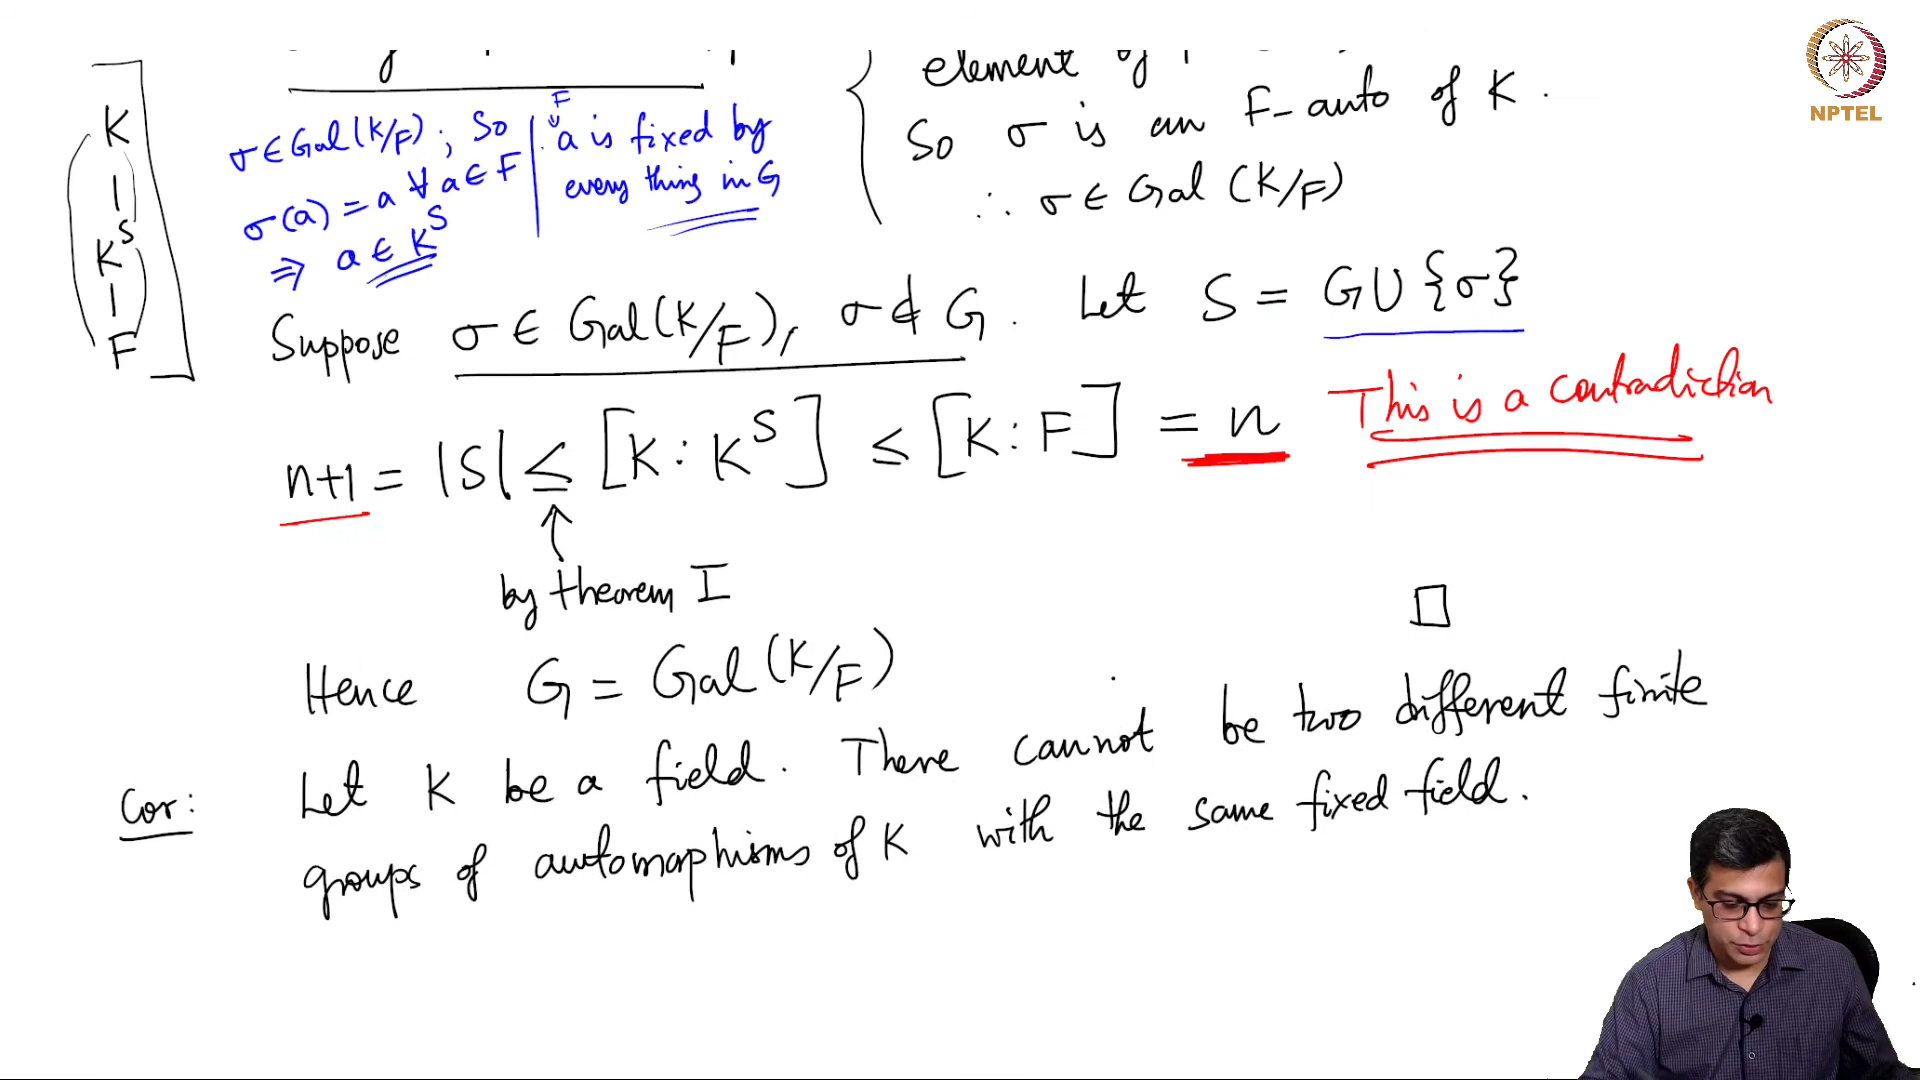 element of
So σ is an F-auto of K.
∴ σ ∈ Gal (K/F)
K
|
K^S
|
F
σ ∈ Gal(K/F); So
σ(a) = a ∀ a ∈ F
⇒ a ∈ K^S
F
a is fixed by
every thing in G
Suppose σ ∈ Gal(K/F), σ ∉ G. Let S = G ∪ {σ}
n+1 = |S| ≤ [K : K^S] ≤ [K : F] = n
This is a contradiction
↑
by theorem I
□
Hence G = Gal (K/F)
Cor: Let K be a field. There cannot be two different finite
groups of automorphisms of K with the same fixed field.
NPTEL